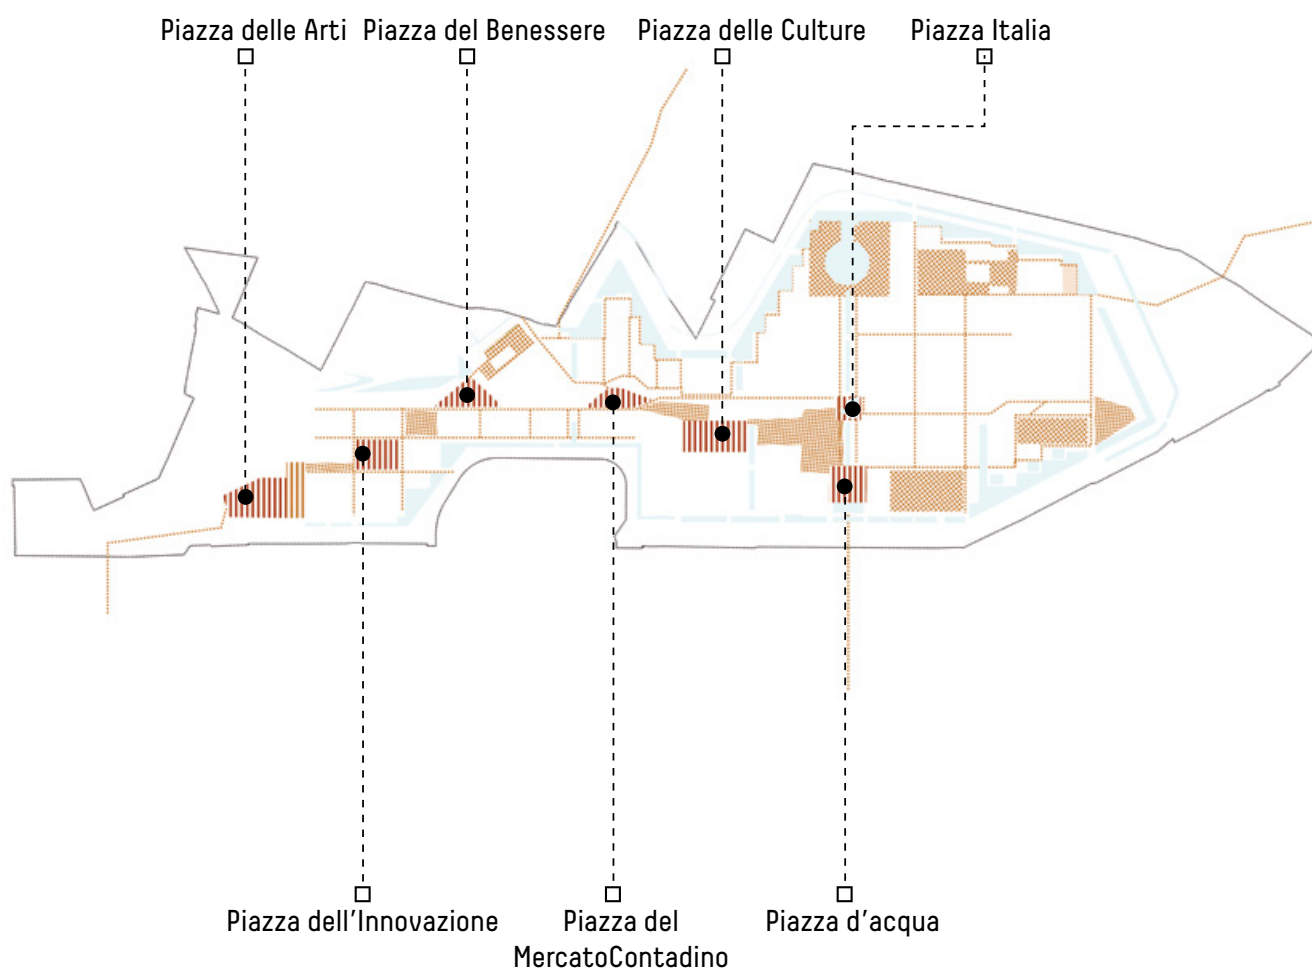 Piazza delle Arti
Piazza del Benessere
Piazza delle Culture
Piazza Italia
Piazza dell'Innovazione
Piazza del
MercatoContadino
Piazza d'acqua